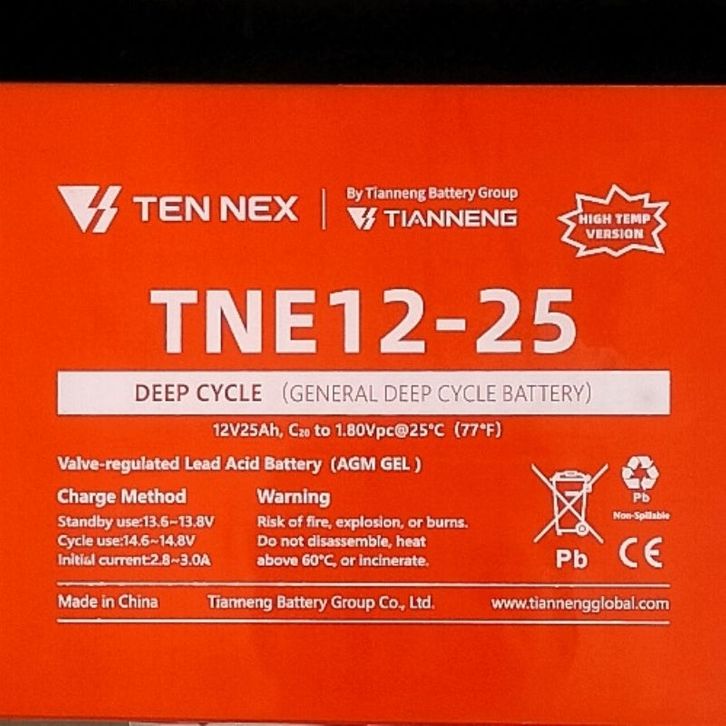 TEN NEX
By Tianneng Battery Group
TIANNENG
HIGH TEMP
VERSION
TNE12-25
DEEP CYCLE (GENERAL DEEP CYCLE BATTERY)
12V25Ah, C₂₀ to 1.80Vpc@25°C (77°F)
Valve-regulated Lead Acid Battery (AGM GEL )
Charge Method
Standby use:13.6~13.8V
Cycle use:14.6~14.8V
Initial current:2.8~3.0A
Warning
Risk of fire, explosion, or burns.
Do not disassemble, heat
above 60°C, or incinerate.
Pb
Pb
Non-Spillable
CE
Made in China Tianneng Battery Group Co., Ltd. www.tiannengglobal.com